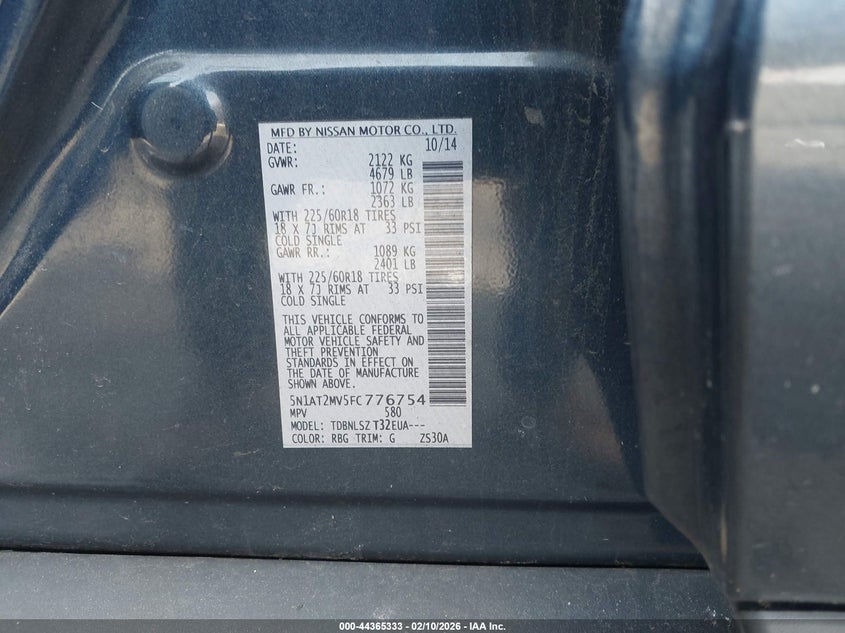 MFD BY NISSAN MOTOR CO., LTD.
DATE: 10/14
GVWR: 2122 KG
4679 LB
GAWR FR.: 1072 KG
2363 LB
WITH 225/60R18 TIRES
18 X 7J RIMS AT 33 PSI
COLD SINGLE
GAWR RR.: 1089 KG
2401 LB
WITH 225/60R18 TIRES
18 X 7J RIMS AT 33 PSI
COLD SINGLE
THIS VEHICLE CONFORMS TO
ALL APPLICABLE FEDERAL
MOTOR VEHICLE SAFETY AND
THEFT PREVENTION
STANDARDS IN EFFECT ON
THE DATE OF MANUFACTURE
SHOWN ABOVE.
5N1AT2MV5FC776754
MPV 580
MODEL: TDBNLSZ T32EUA---
COLOR: RBG TRIM: G ZS30A
000-44365333 - 02/10/2026 - IAA Inc.